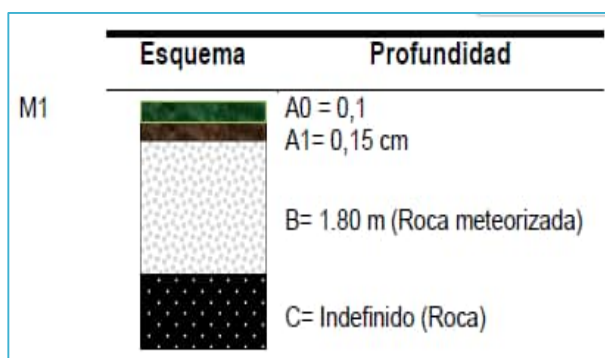 Esquema Profundidad
M1 A0 = 0,1
A1= 0,15 cm
B= 1.80 m (Roca meteorizada)
C= Indefinido (Roca)